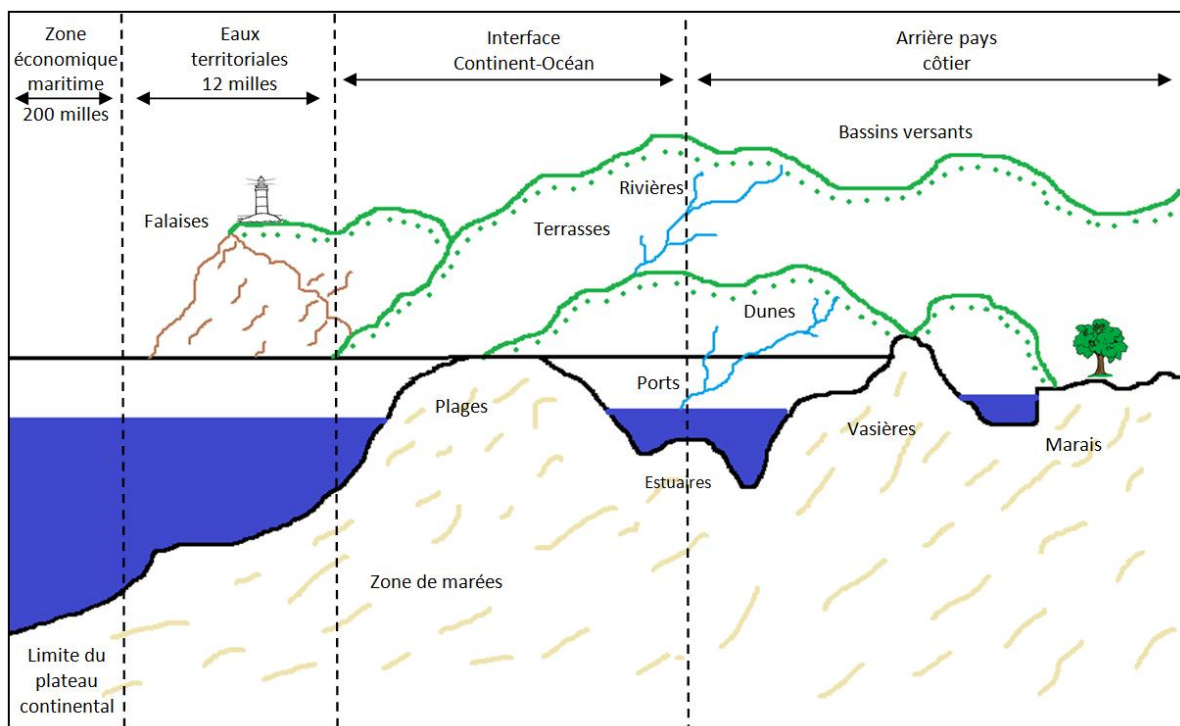 Zone
économique
maritime
200 milles
Eaux
territoriales
12 milles
Interface
Continent-Océan
Arrière pays
côtier
Bassins versants
Rivières
Falaises
Terrasses
Dunes
Ports
Plages
Vasières
Marais
Estuaires
Zone de marées
Limite du
plateau
continental